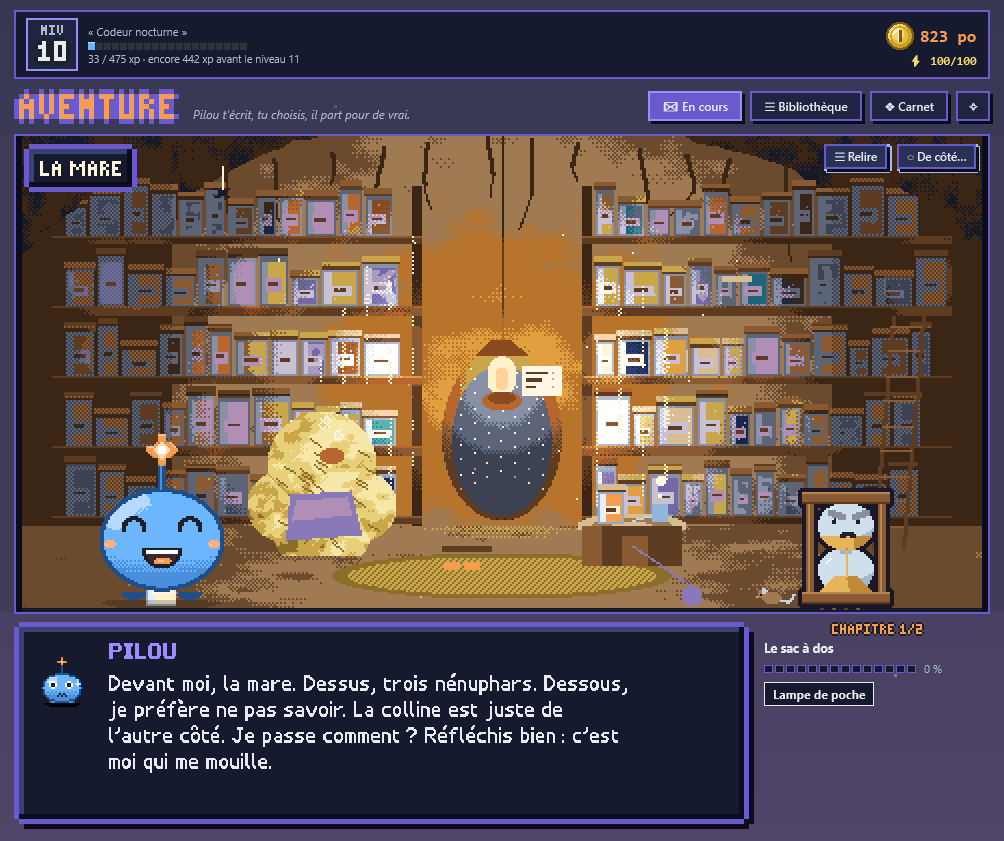 NIV
10
« Codeur nocturne »
33 / 475 xp · encore 442 xp avant le niveau 11
823 po
100/100
AVENTURE
Pilou t'écrit, tu choisis, il part pour de vrai.
En cours
Bibliothèque
Carnet
LA MARE
Relire
De côté...
PILOU
Devant moi, la mare. Dessus, trois nénuphars. Dessous,
je préfère ne pas savoir. La colline est juste de
l'autre côté. Je passe comment ? Réfléchis bien : c'est
moi qui me mouille.
CHAPITRE 1/2
Le sac à dos
0 %
Lampe de poche